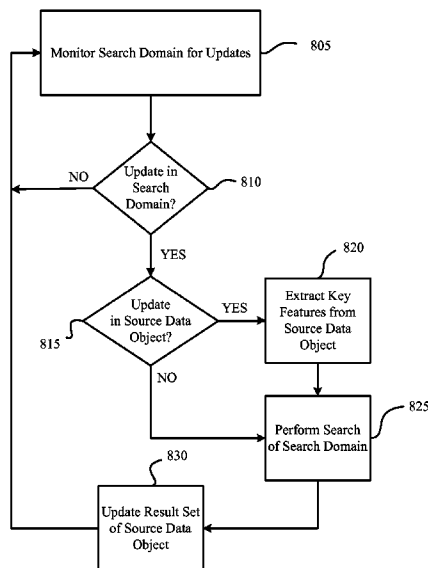 Monitor Search Domain for Updates
805
Update in
Search
Domain?
810
NO
YES
Update
in Source Data
Object?
815
YES
NO
820
Extract Key
Features from
Source Data
Object
Perform Search
of Search Domain
825
830
Update Result Set
of Source Data
Object